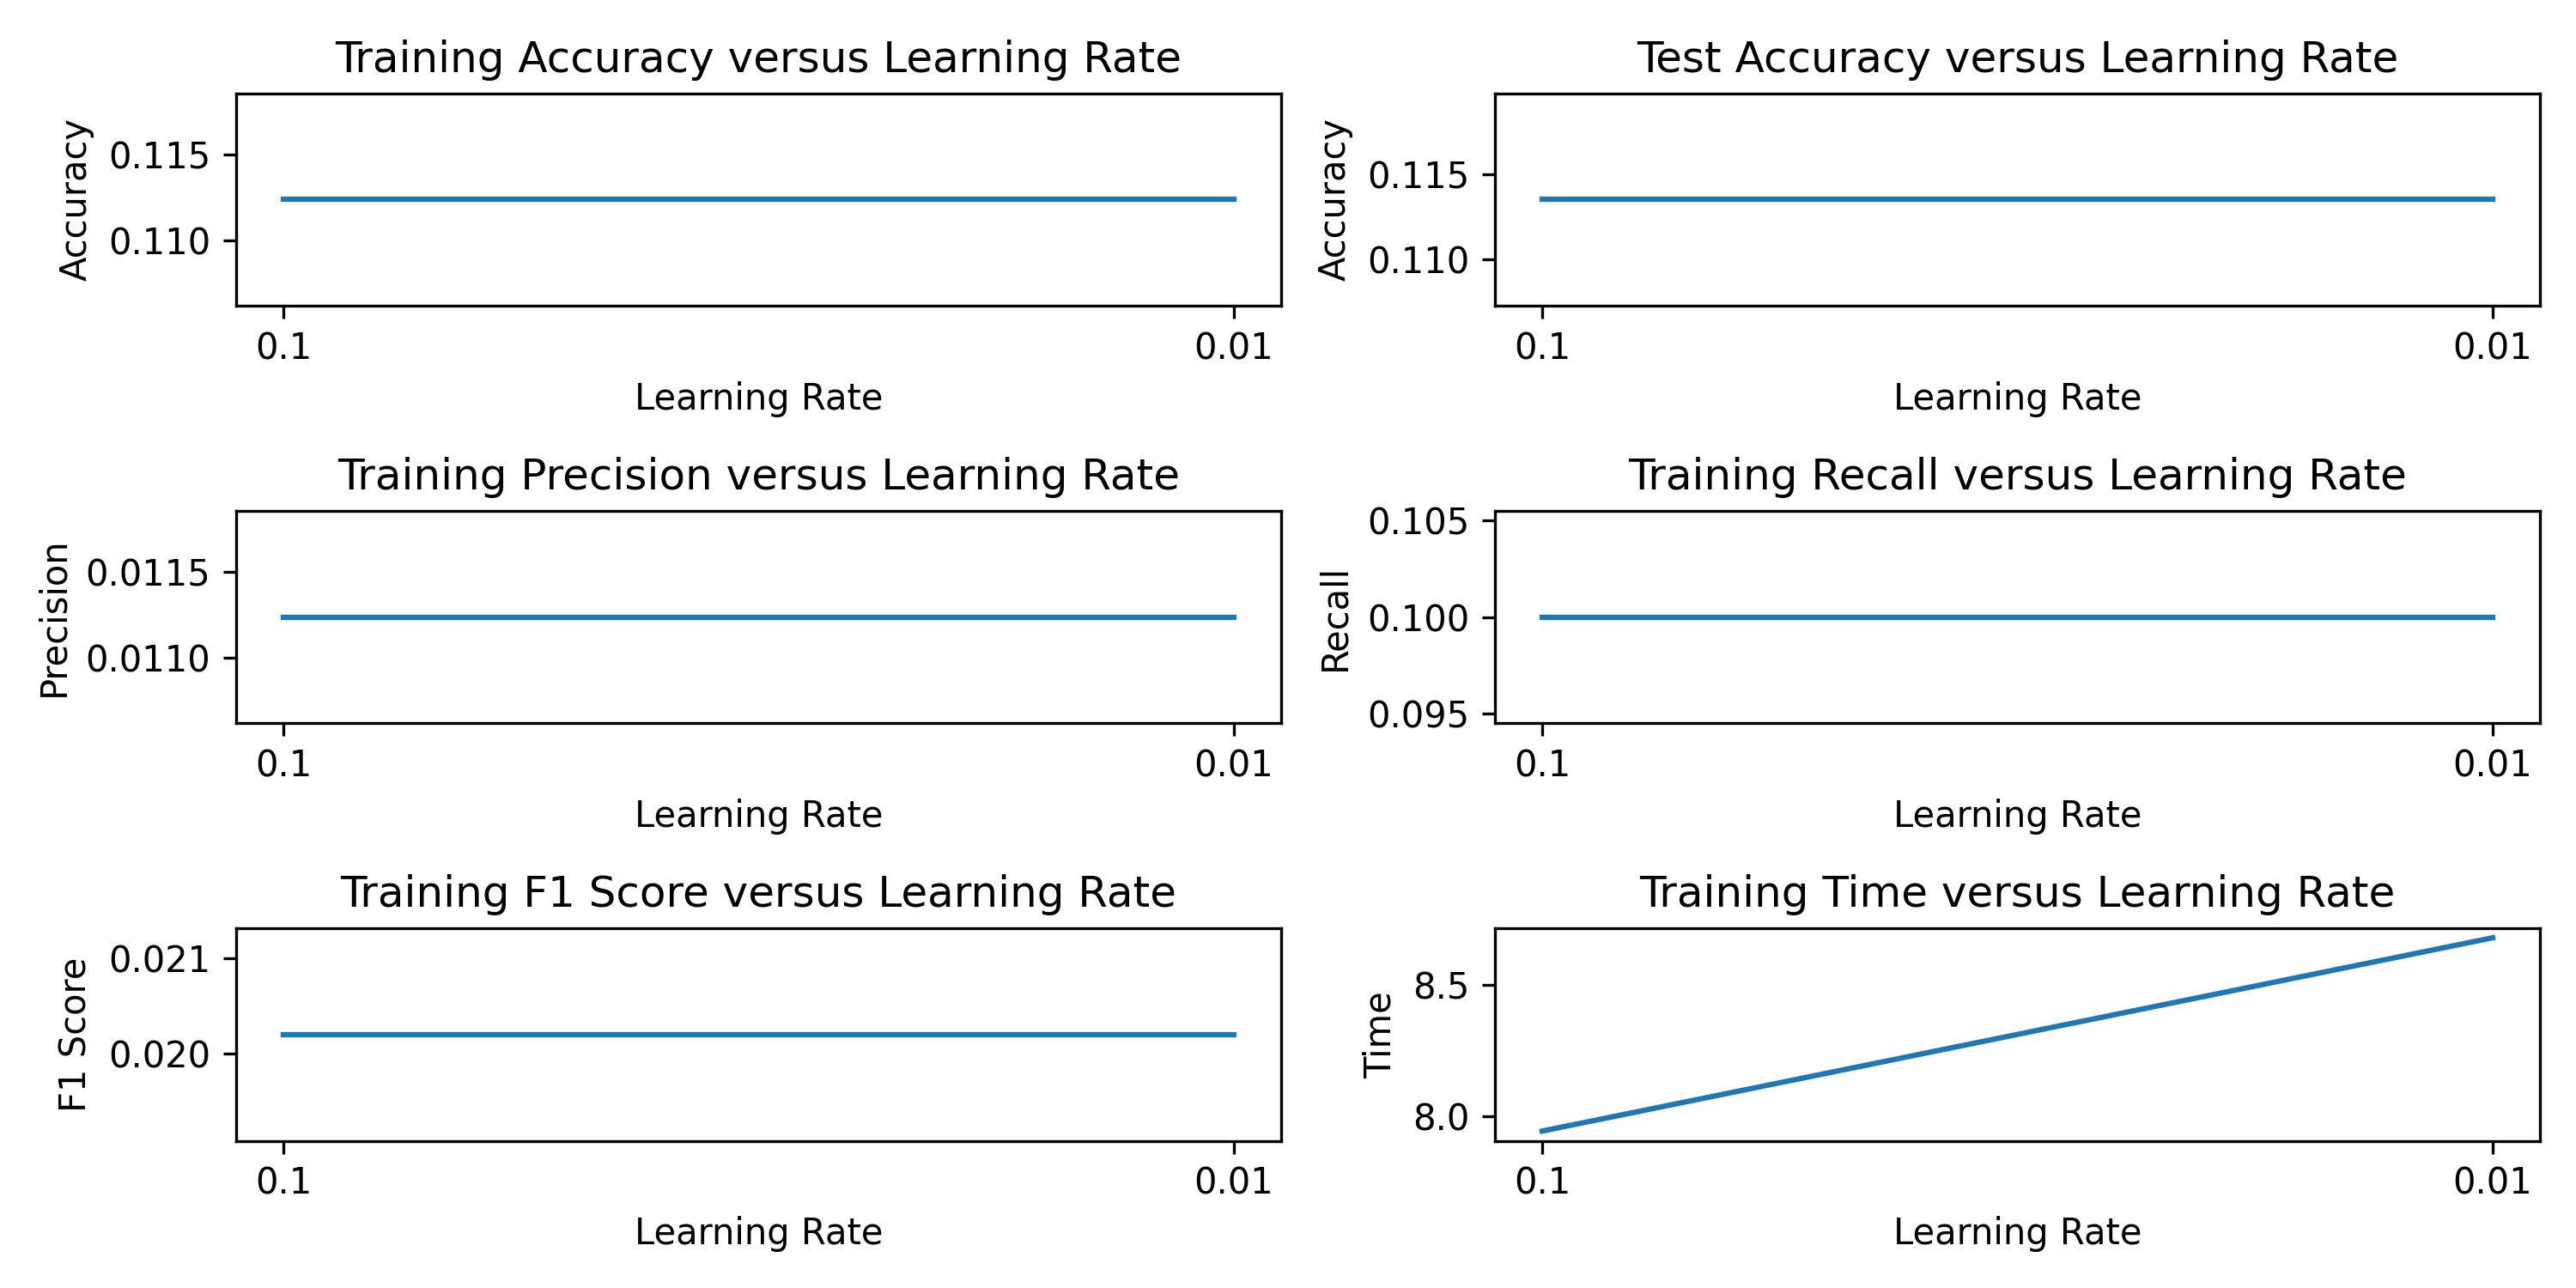 Training Accuracy versus Learning Rate
Accuracy
0.115
0.110
0.1
0.01
Learning Rate
Test Accuracy versus Learning Rate
Accuracy
0.115
0.110
0.1
0.01
Learning Rate
Training Precision versus Learning Rate
Precision
0.0115
0.0110
0.1
0.01
Learning Rate
Training Recall versus Learning Rate
Recall
0.105
0.100
0.095
0.1
0.01
Learning Rate
Training F1 Score versus Learning Rate
F1 Score
0.021
0.020
0.1
0.01
Learning Rate
Training Time versus Learning Rate
Time
8.5
8.0
0.1
0.01
Learning Rate